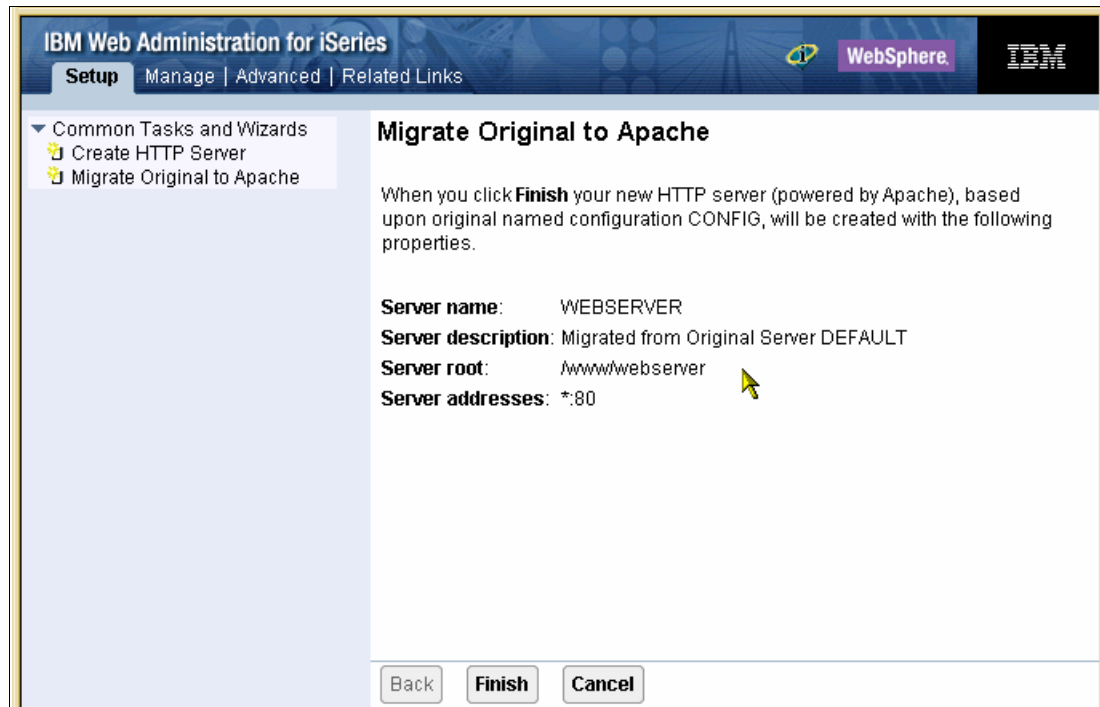 IBM Web Administration for iSeries
Setup Manage | Advanced | Related Links
WebSphere.
IBM
Common Tasks and Wizards
Create HTTP Server
Migrate Original to Apache
Migrate Original to Apache
When you click Finish your new HTTP server (powered by Apache), based
upon original named configuration CONFIG, will be created with the following
properties.
Server name: WEBSERVER
Server description: Migrated from Original Server DEFAULT
Server root: /www/webserver
Server addresses: *:80
Back Finish Cancel